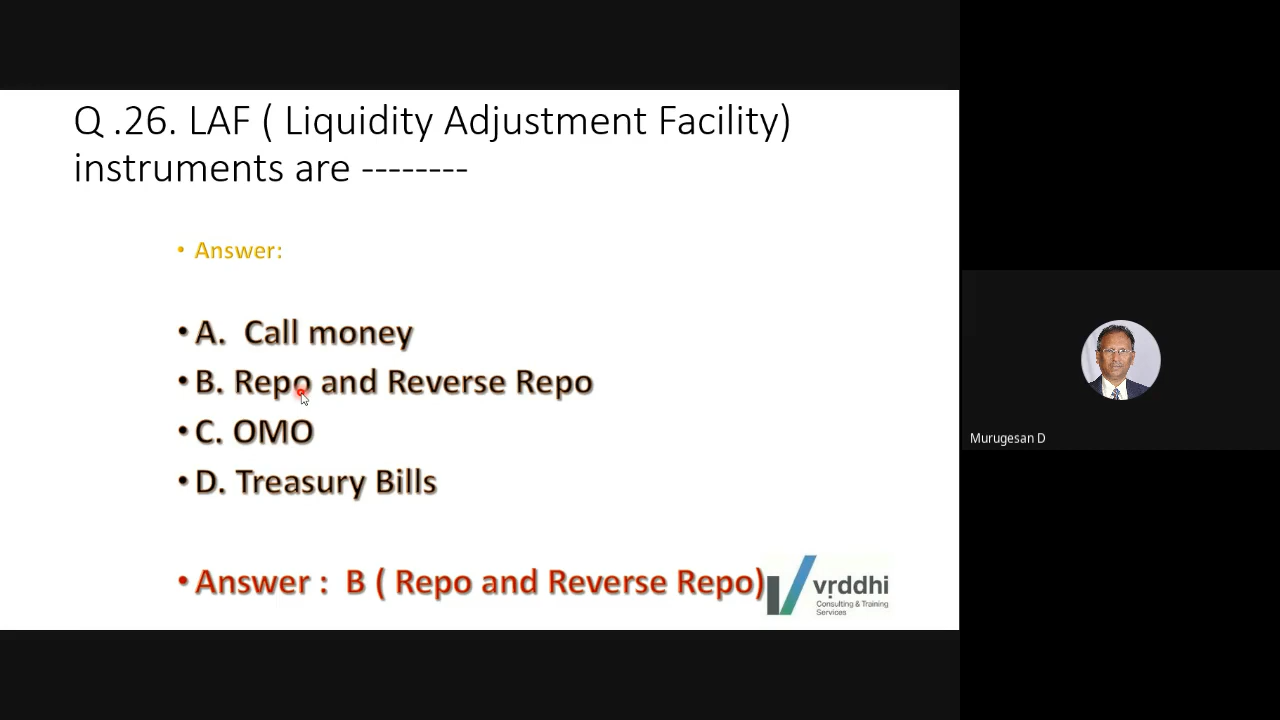 Q .26. LAF ( Liquidity Adjustment Facility)
instruments are --------
• Answer:
• A.  Call money
• B. Repo and Reverse Repo
• C. OMO
• D. Treasury Bills
• Answer :  B ( Repo and Reverse Repo)
vṛddhi
Consulting & Training
Services
Murugesan D